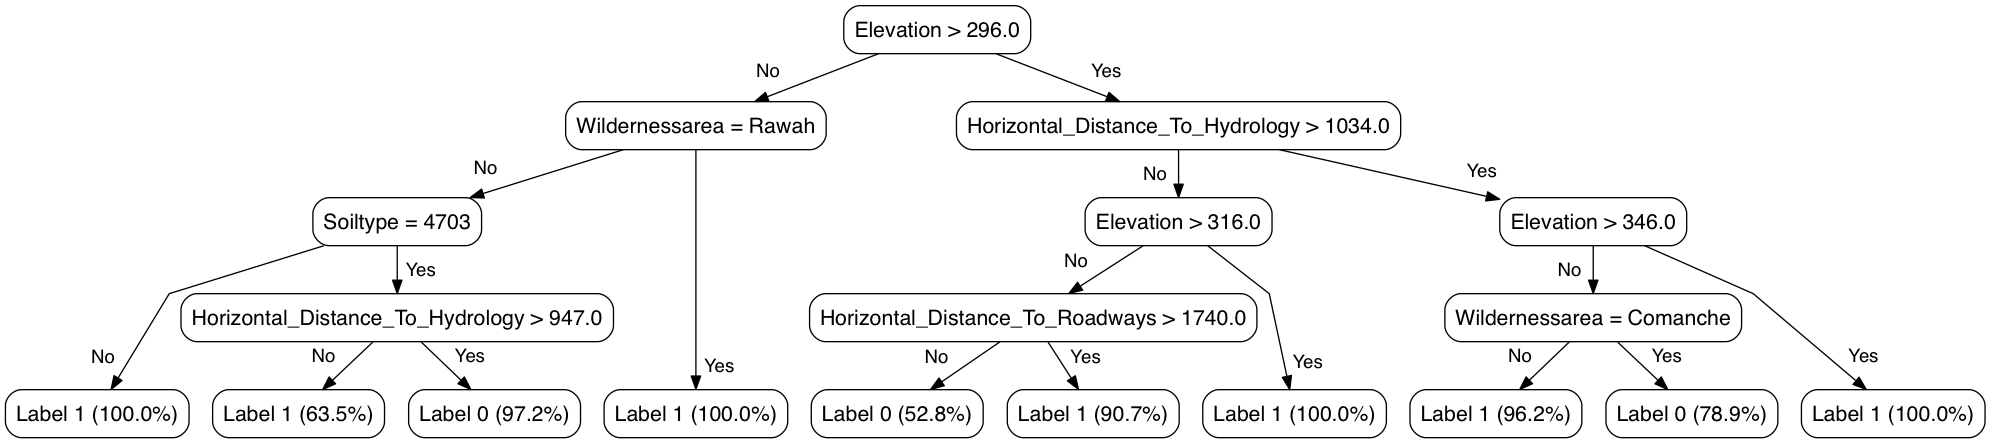 Elevation > 296.0
No
Yes
Wildernessarea = Rawah
Horizontal_Distance_To_Hydrology > 1034.0
No
Yes
No
Yes
Soiltype = 4703
Elevation > 316.0
Elevation > 346.0
No
Yes
No
Yes
No
Yes
Horizontal_Distance_To_Hydrology > 947.0
Horizontal_Distance_To_Roadways > 1740.0
Wildernessarea = Comanche
No
Yes
No
Yes
No
Yes
Label 1 (100.0%)
Label 1 (63.5%)
Label 0 (97.2%)
Label 1 (100.0%)
Label 0 (52.8%)
Label 1 (90.7%)
Label 1 (100.0%)
Label 1 (96.2%)
Label 0 (78.9%)
Label 1 (100.0%)